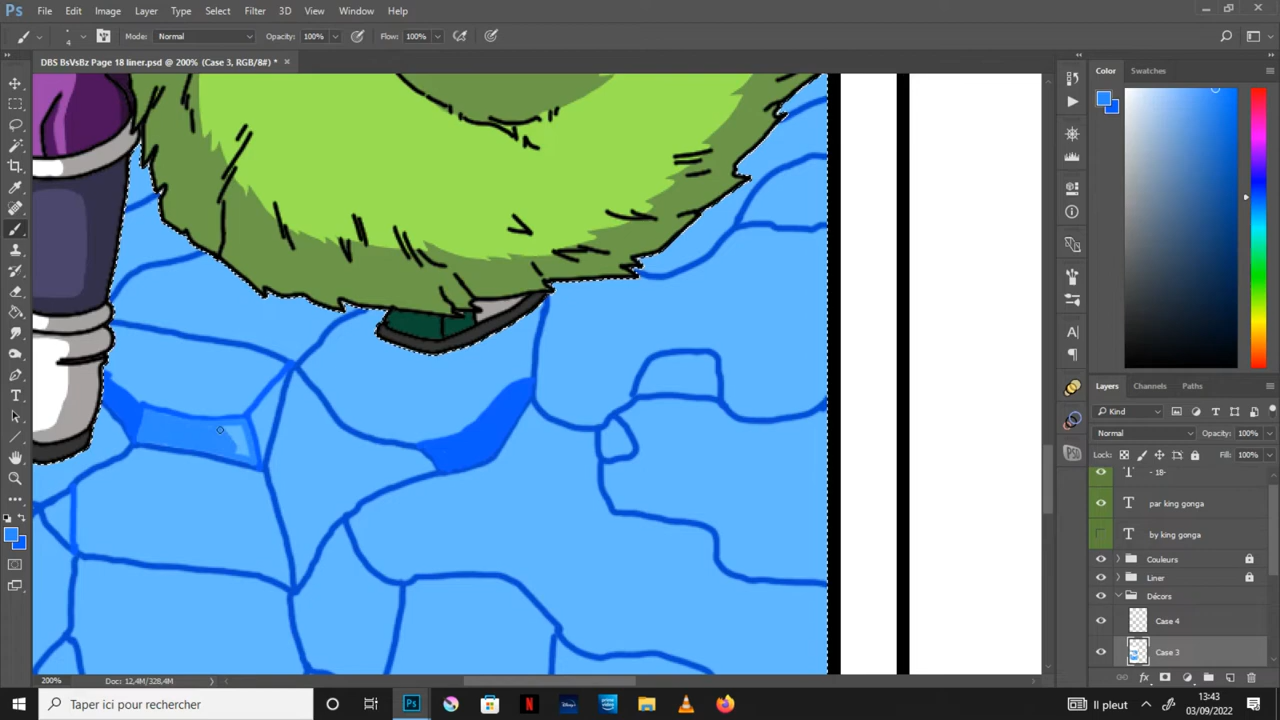 Ps File Edit Image Layer Type Select Filter 3D View Window Help
4 Mode: Normal Opacity: 100% Flow: 100%
DBS BsVsBz Page 18 liner.psd @ 200% (Case 3, RGB/8#) *
Color Swatches
Layers Channels Paths
Kind
Normal Opacity: 100%
Lock: Fill: 100%
- 18-
par king gonga
by king gonga
Couleurs
Liner
Décors
Case 4
Case 3
200% Doc: 12,4M/328,4M
Taper ici pour rechercher
Il pleut
13:43
03/09/2022